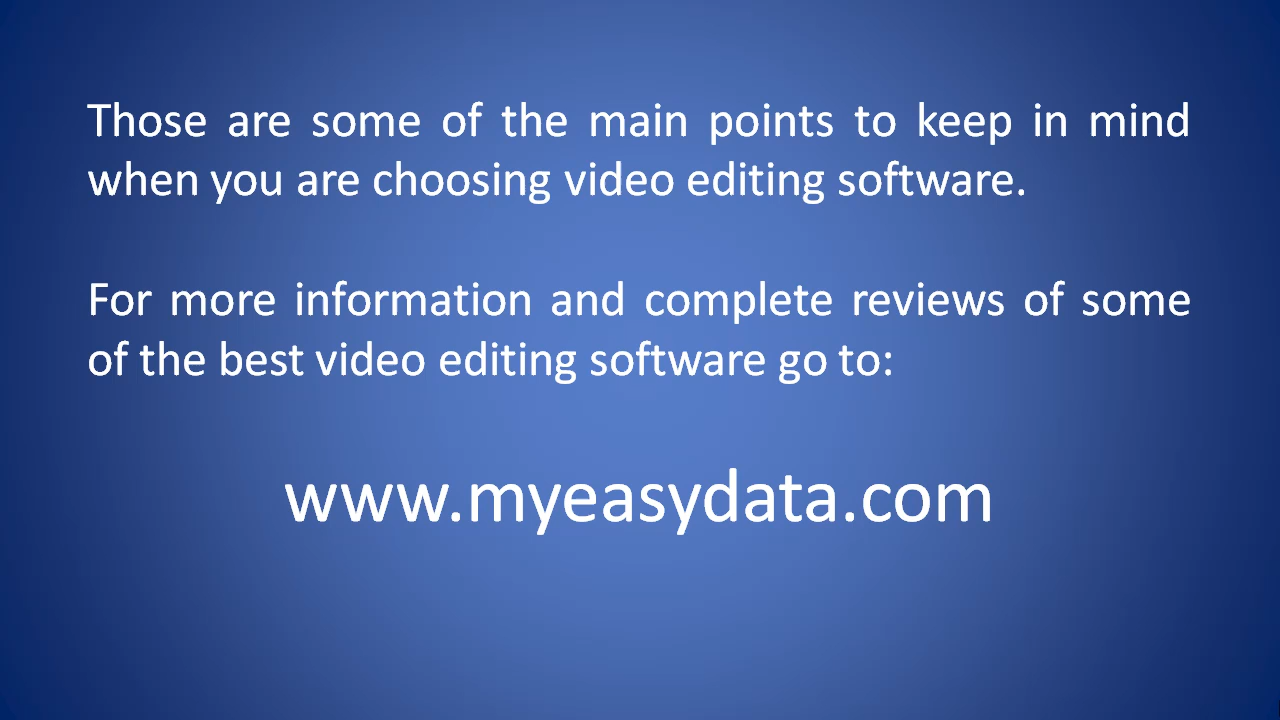 Those are some of the main points to keep in mind
when you are choosing video editing software.
For more information and complete reviews of some
of the best video editing software go to:
www.myeasydata.com